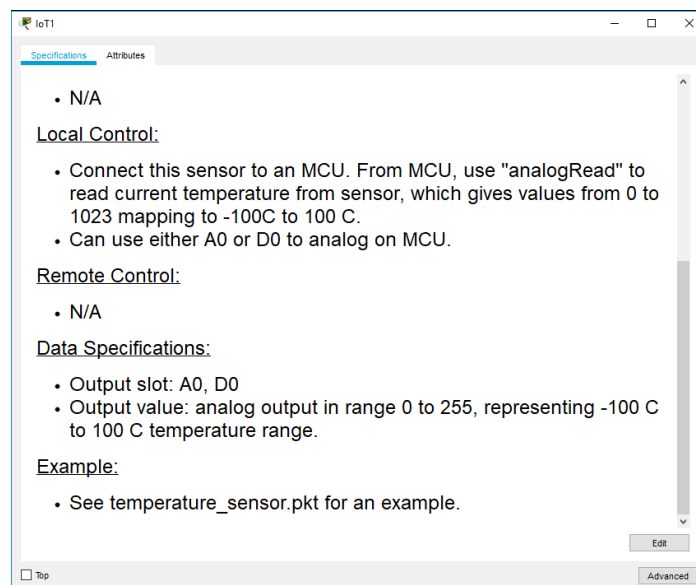 IoT1
Specifications Attributes
• N/A
Local Control:
• Connect this sensor to an MCU. From MCU, use "analogRead" to
read current temperature from sensor, which gives values from 0 to
1023 mapping to -100C to 100 C.
• Can use either A0 or D0 to analog on MCU.
Remote Control:
• N/A
Data Specifications:
• Output slot: A0, D0
• Output value: analog output in range 0 to 255, representing -100 C
to 100 C temperature range.
Example:
• See temperature_sensor.pkt for an example.
Edit
Top
Advanced